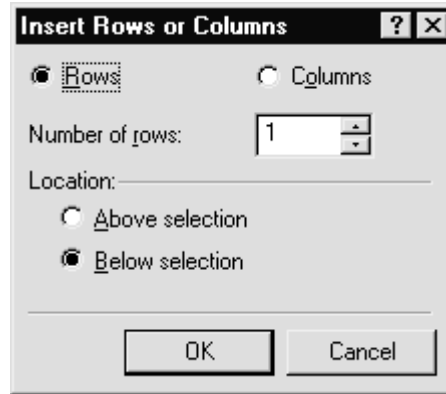 Insert Rows or Columns
Rows Columns
Number of rows: 1
Location:
Above selection
Below selection
OK Cancel